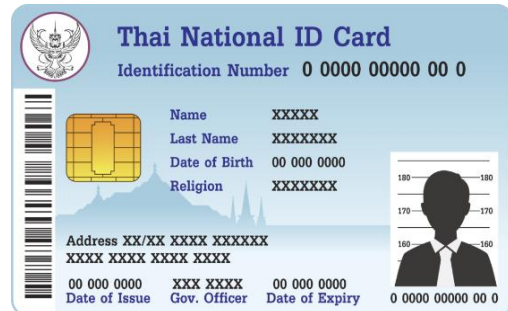 Thai National ID Card
Identification Number 0 0000 00000 00 0
Name XXXXX
Last Name XXXXXXX
Date of Birth 00 000 0000
Religion XXXXXXX
180 180
170 170
160 160
Address XX/XX XXXX XXXXXX
XXXX XXXX XXXX XXXX
00 000 0000 XXX XXXX 00 000 0000
Date of Issue Gov. Officer Date of Expiry 0 0000 00000 00 0